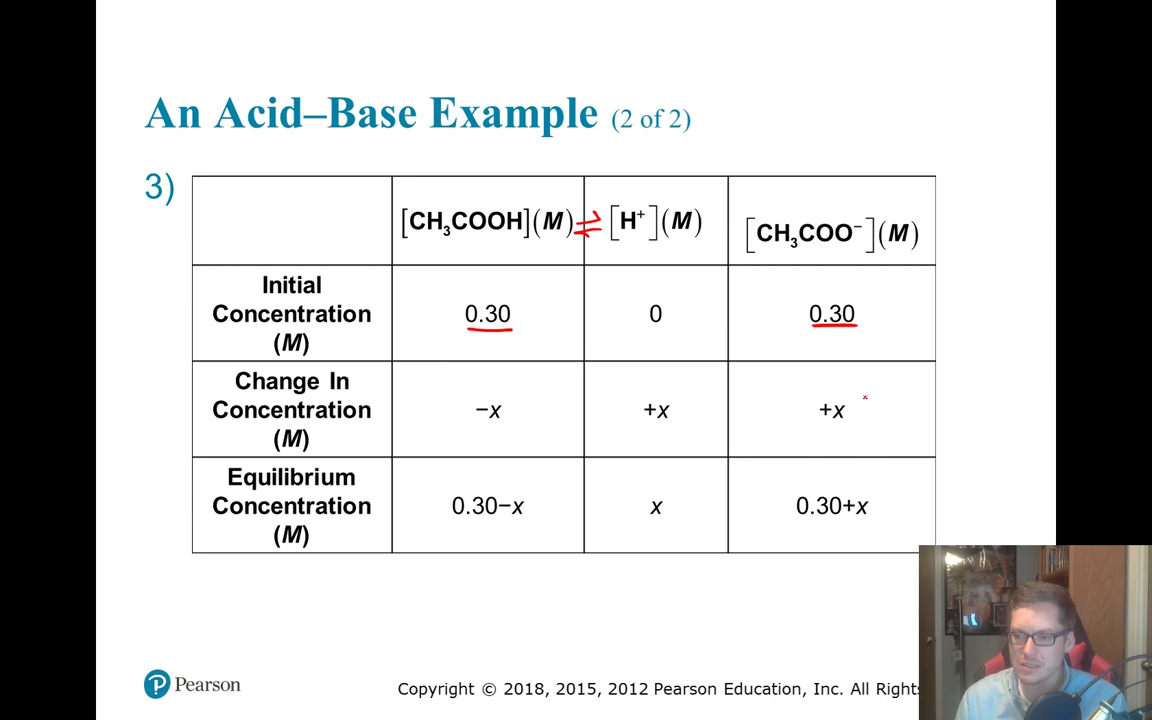 An Acid–Base Example (2 of 2)
3)
[CH₃COOH](M) ⇌ [H⁺](M) [CH₃COO⁻](M)
Initial
Concentration
(M)
0.30 0 0.30
Change In
Concentration
(M)
−x +x +x
Equilibrium
Concentration
(M)
0.30−x x 0.30+x
P Pearson
Copyright © 2018, 2015, 2012 Pearson Education, Inc. All Rights